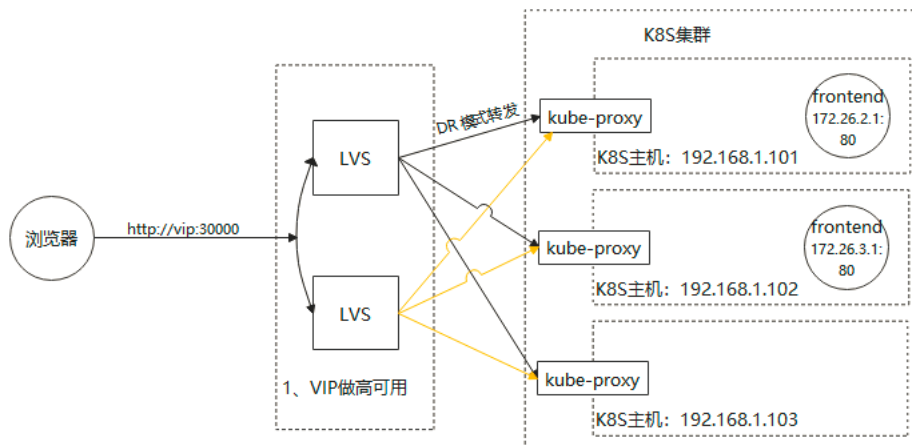 K8S集群
frontend
172.26.2.1:
80
kube-proxy
K8S主机：192.168.1.101
DR 模式转发
LVS
浏览器
http://vip:30000
frontend
172.26.3.1:
80
kube-proxy
K8S主机：192.168.1.102
LVS
1、VIP做高可用
kube-proxy
K8S主机：192.168.1.103